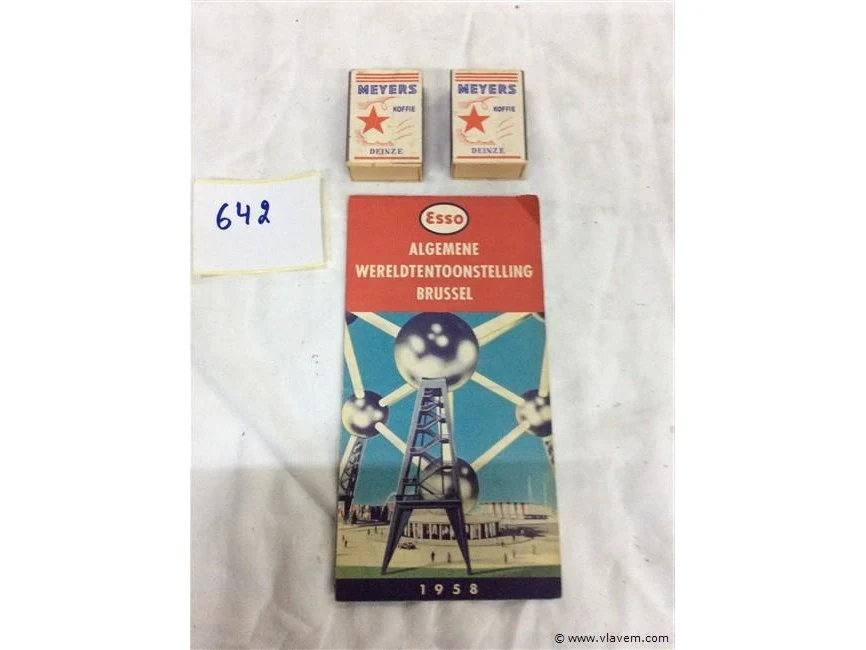 MEYERS
KOFFIE
DEINZE
MEYERS
KOFFIE
DEINZE
642
Esso
ALGEMENE
WERELDTENTOONSTELLING
BRUSSEL
1958
© www.vlavem.com